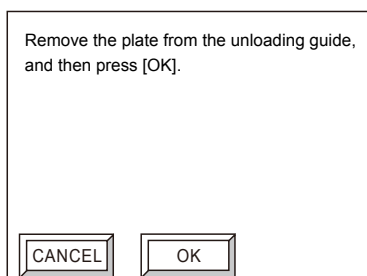 Remove the plate from the unloading guide,
and then press [OK].
CANCEL OK